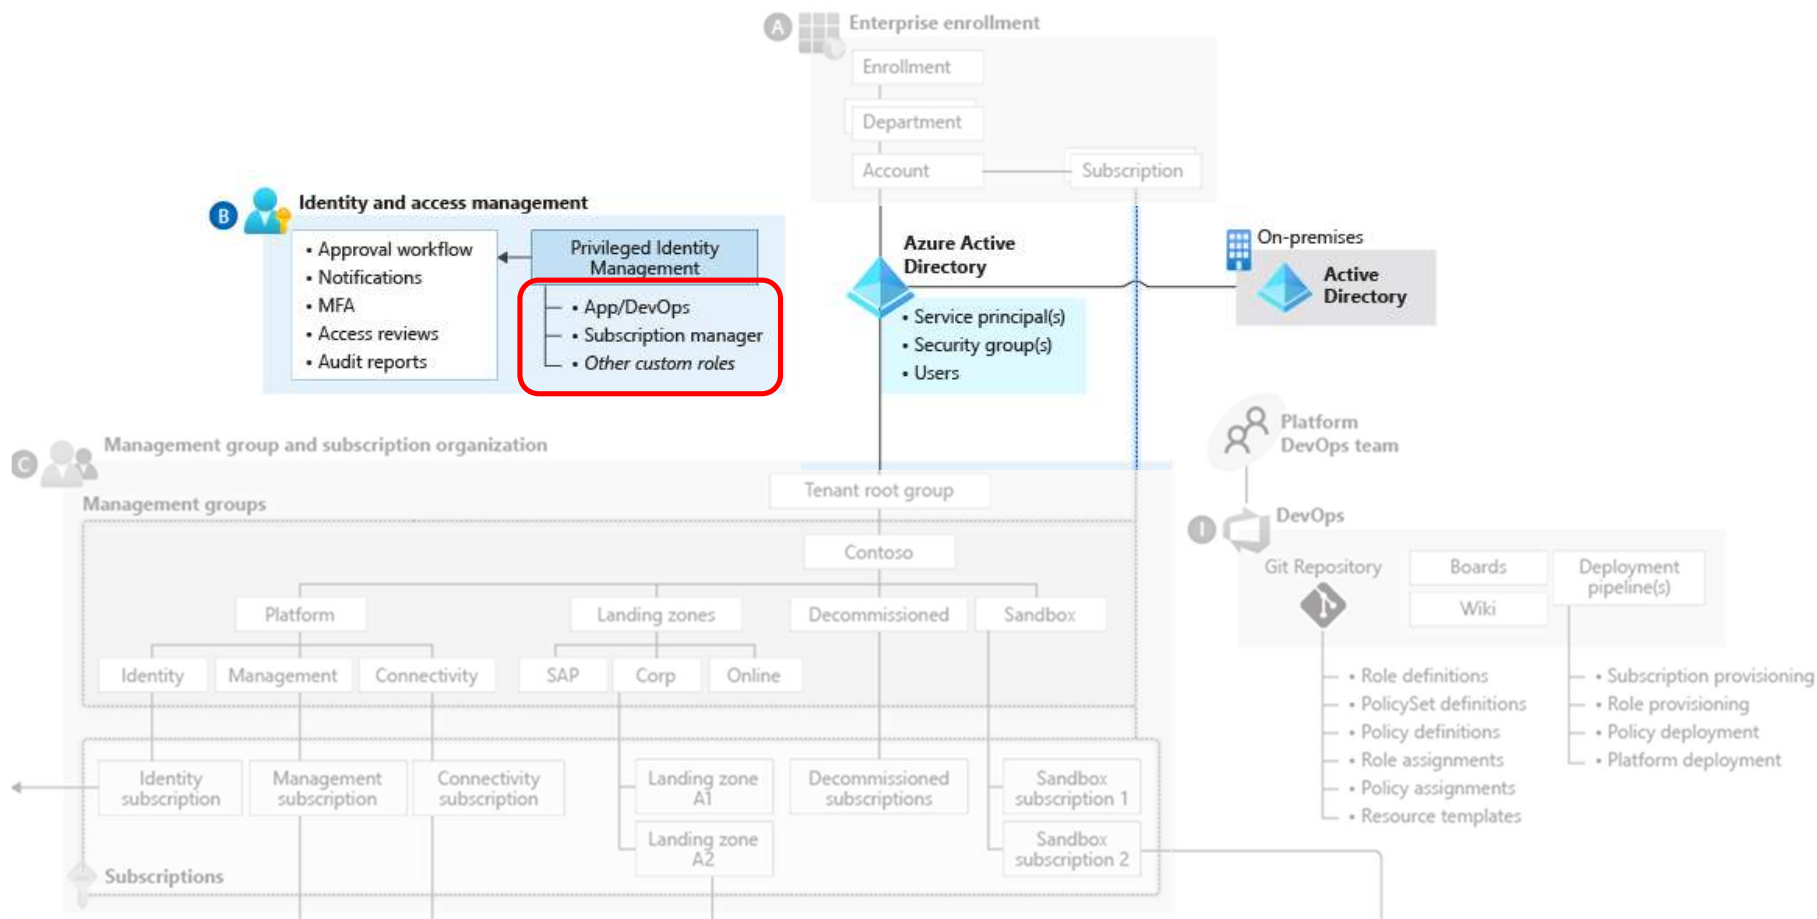 A
Enterprise enrollment
Enrollment
Department
Account
Subscription
B
Identity and access management
• Approval workflow
• Notifications
• MFA
• Access reviews
• Audit reports
Privileged Identity
Management
• App/DevOps
• Subscription manager
• Other custom roles
Azure Active
Directory
• Service principal(s)
• Security group(s)
• Users
On-premises
Active
Directory
C
Management group and subscription organization
Management groups
Tenant root group
Contoso
Platform
Landing zones
Decommissioned
Sandbox
Identity
Management
Connectivity
SAP
Corp
Online
Identity
subscription
Management
subscription
Connectivity
subscription
Landing zone
A1
Decommissioned
subscriptions
Sandbox
subscription 1
Landing zone
A2
Sandbox
subscription 2
Subscriptions
Platform
DevOps team
I
DevOps
Git Repository
Boards
Wiki
Deployment
pipeline(s)
• Role definitions
• PolicySet definitions
• Policy definitions
• Role assignments
• Policy assignments
• Resource templates
• Subscription provisioning
• Role provisioning
• Policy deployment
• Platform deployment